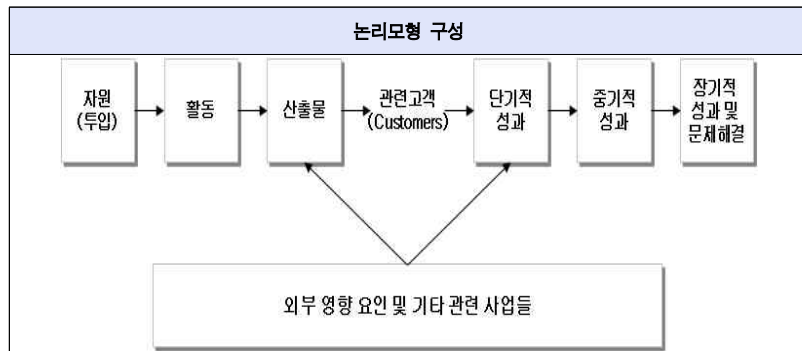 논리모형 구성
자원
(투입)
활동
산출물
관련고객
(Customers)
단기적
성과
중기적
성과
장기적
성과 및
문제해결
외부 영향 요인 및 기타 관련 사업들